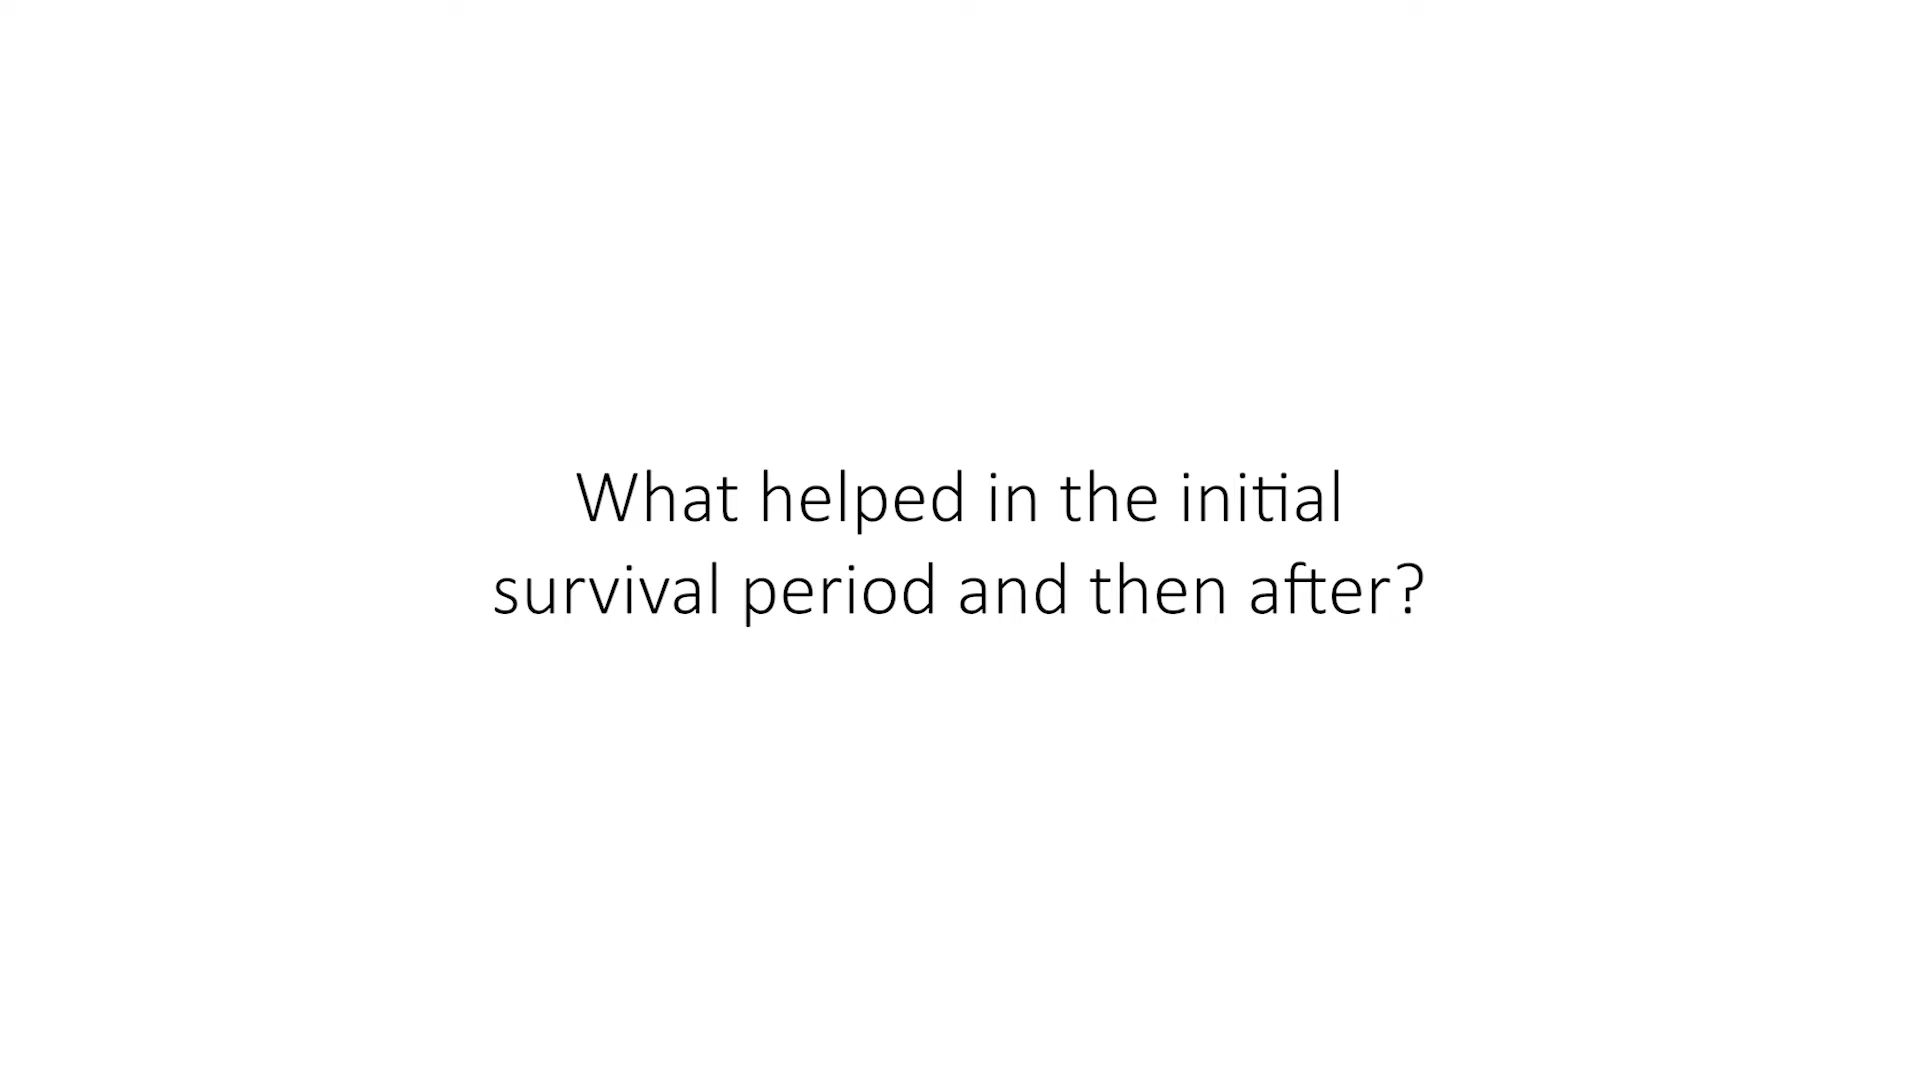 What helped in the initial
survival period and then after?